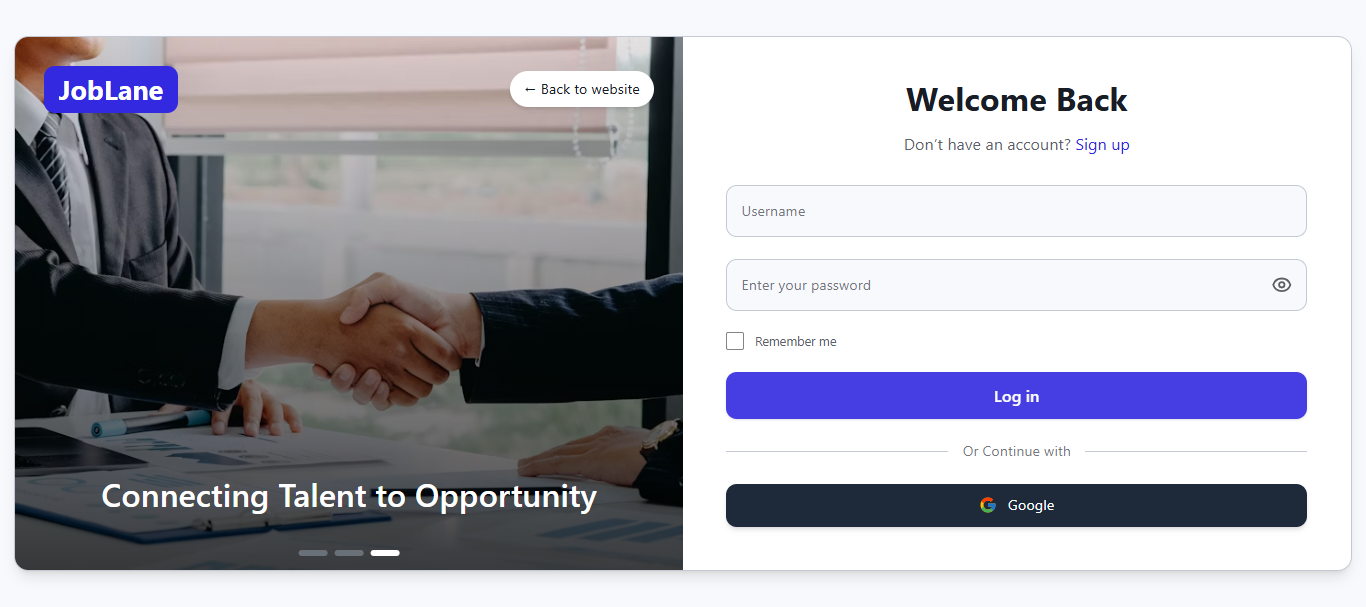 JobLane
← Back to website
Connecting Talent to Opportunity
Welcome Back
Don’t have an account? Sign up
Username
Enter your password
Remember me
Log in
Or Continue with
Google